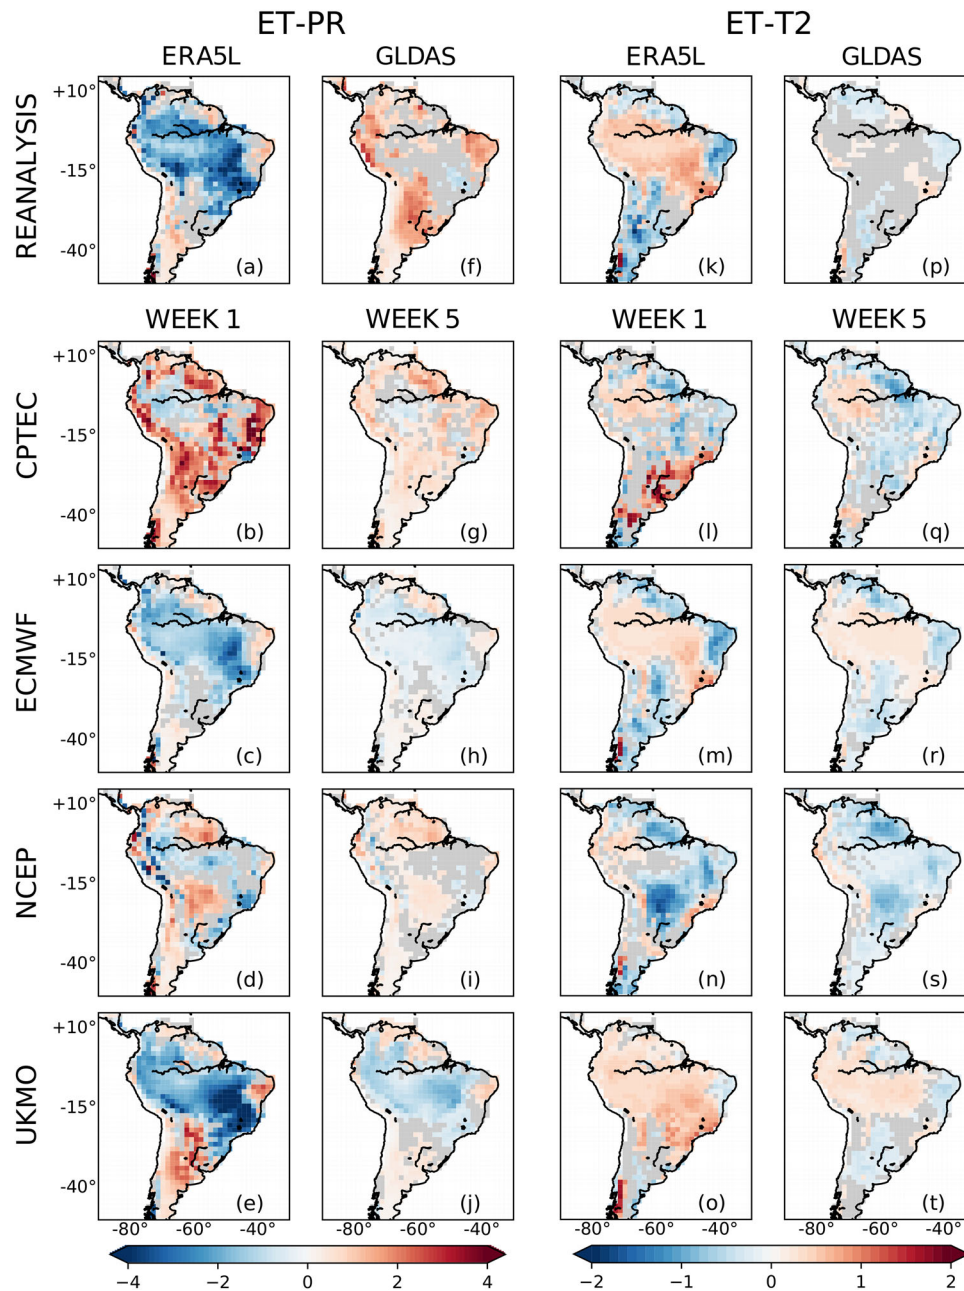 ET-PR ET-T2
ERA5L GLDAS ERA5L GLDAS
REANALYSIS
+10°
-15°
-40°
(a) (f) (k) (p)
WEEK 1 WEEK 5 WEEK 1 WEEK 5
CPTEC
+10°
-15°
-40°
(b) (g) (l) (q)
ECMWF
+10°
-15°
-40°
(c) (h) (m) (r)
NCEP
+10°
-15°
-40°
(d) (i) (n) (s)
UKMO
+10°
-15°
-40°
(e) (j) (o) (t)
-80° -60° -40° -80° -60° -40° -80° -60° -40° -80° -60° -40°
−4 −2 0 2 4 −2 −1 0 1 2